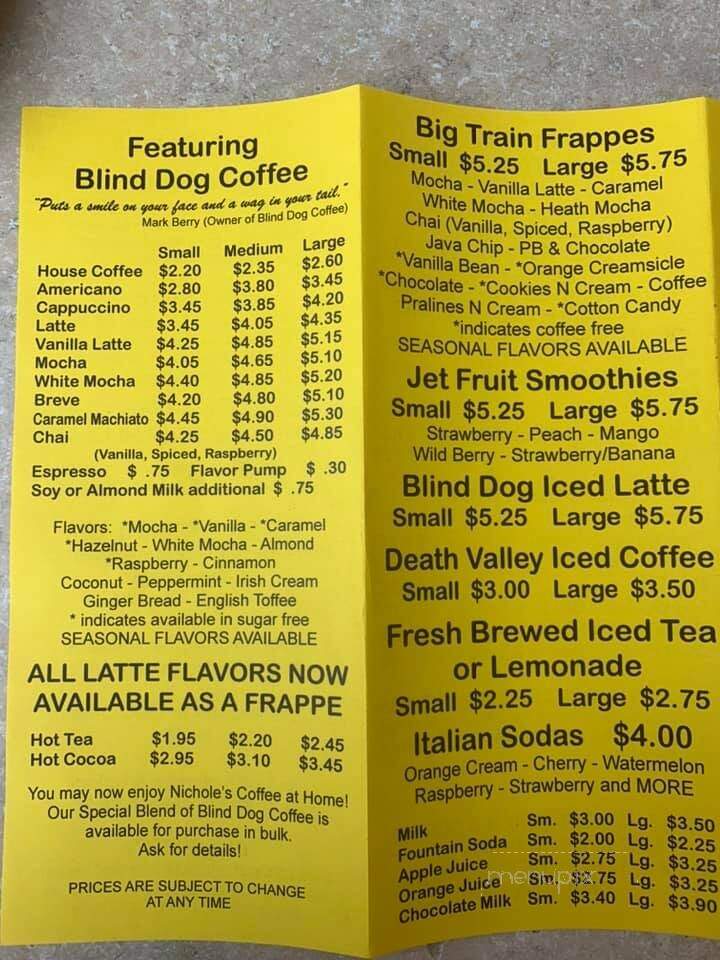 Featuring
Blind Dog Coffee
"Puts a smile on your face and a wag in your tail."
Mark Berry (Owner of Blind Dog Coffee)
Small Medium Large
House Coffee $2.20 $2.35 $2.60
Americano $2.80 $3.80 $3.45
Cappuccino $3.45 $3.85 $4.20
Latte $3.45 $4.05 $4.35
Vanilla Latte $4.25 $4.85 $5.15
Mocha $4.05 $4.65 $5.10
White Mocha $4.40 $4.85 $5.20
Breve $4.20 $4.80 $5.10
Caramel Machiato $4.45 $4.90 $5.30
Chai $4.25 $4.50 $4.85
(Vanilla, Spiced, Raspberry)
Espresso $ .75 Flavor Pump $ .30
Soy or Almond Milk additional $ .75
Flavors: *Mocha - *Vanilla - *Caramel
*Hazelnut - White Mocha - Almond
*Raspberry - Cinnamon
Coconut - Peppermint - Irish Cream
Ginger Bread - English Toffee
* indicates available in sugar free
SEASONAL FLAVORS AVAILABLE
ALL LATTE FLAVORS NOW
AVAILABLE AS A FRAPPE
Hot Tea $1.95 $2.20 $2.45
Hot Cocoa $2.95 $3.10 $3.45
You may now enjoy Nichole's Coffee at Home!
Our Special Blend of Blind Dog Coffee is
available for purchase in bulk.
Ask for details!
PRICES ARE SUBJECT TO CHANGE
AT ANY TIME
Big Train Frappes
Small $5.25 Large $5.75
Mocha - Vanilla Latte - Caramel
White Mocha - Heath Mocha
Chai (Vanilla, Spiced, Raspberry)
Java Chip - PB & Chocolate
*Vanilla Bean - *Orange Creamsicle
*Chocolate - *Cookies N Cream - Coffee
Pralines N Cream - *Cotton Candy
*indicates coffee free
SEASONAL FLAVORS AVAILABLE
Jet Fruit Smoothies
Small $5.25 Large $5.75
Strawberry - Peach - Mango
Wild Berry - Strawberry/Banana
Blind Dog Iced Latte
Small $5.25 Large $5.75
Death Valley Iced Coffee
Small $3.00 Large $3.50
Fresh Brewed Iced Tea
or Lemonade
Small $2.25 Large $2.75
Italian Sodas $4.00
Orange Cream - Cherry - Watermelon
Raspberry - Strawberry and MORE
Milk Sm. $3.00 Lg. $3.50
Fountain Soda Sm. $2.00 Lg. $2.25
Apple Juice Sm. $2.75 Lg. $3.25
Orange Juice Sm. $2.75 Lg. $3.25
Chocolate Milk Sm. $3.40 Lg. $3.90
menupix